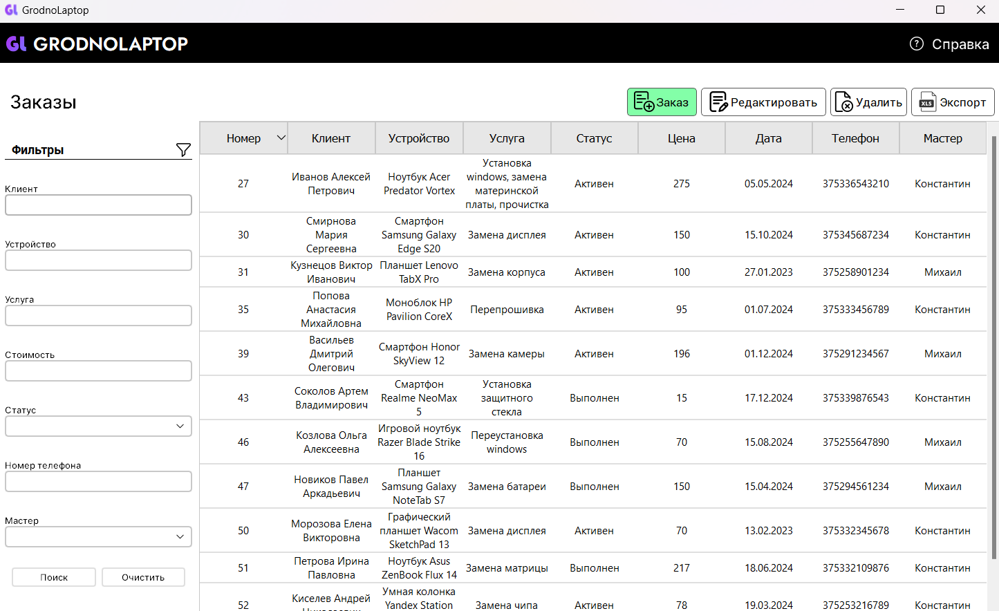 GrodnoLaptop
GL GRODNOLAPTOP
? Справка
Заказы
Заказ
Редактировать
Удалить
XLS Экспорт
Фильтры
Клиент
Устройство
Услуга
Стоимость
Статус
Номер телефона
Мастер
Поиск
Очистить
Номер Клиент Устройство Услуга Статус Цена Дата Телефон Мастер
27
Иванов Алексей
Петрович
Ноутбук Acer
Predator Vortex
Установка
windows, замена
материнской
платы, прочистка
Активен
275
05.05.2024
375336543210
Константин
30
Смирнова
Мария
Сергеевна
Смартфон
Samsung Galaxy
Edge S20
Замена дисплея
Активен
150
15.10.2024
375345687234
Константин
31
Кузнецов Виктор
Иванович
Планшет Lenovo
TabX Pro
Замена корпуса
Активен
100
27.01.2023
375258901234
Михаил
35
Попова
Анастасия
Михайловна
Моноблок HP
Pavilion CoreX
Перепрошивка
Активен
95
01.07.2024
375333456789
Константин
39
Васильев
Дмитрий
Олегович
Смартфон Honor
SkyView 12
Замена камеры
Активен
196
01.12.2024
375291234567
Михаил
43
Соколов Артем
Владимирович
Смартфон
Realme NeoMax
5
Установка
защитного
стекла
Выполнен
15
17.12.2024
375339876543
Константин
46
Козлова Ольга
Алексеевна
Игровой ноутбук
Razer Blade Strike
16
Переустановка
windows
Выполнен
70
15.08.2024
375255647890
Михаил
47
Новиков Павел
Аркадьевич
Планшет
Samsung Galaxy
NoteTab S7
Замена батареи
Выполнен
150
15.04.2024
375294561234
Михаил
50
Морозова Елена
Викторовна
Графический
планшет Wacom
SketchPad 13
Замена дисплея
Активен
70
13.02.2023
375332345678
Константин
51
Петрова Ирина
Павловна
Ноутбук Asus
ZenBook Flux 14
Замена матрицы
Выполнен
217
18.06.2024
375332109876
Константин
52
Киселев Андрей
Умная колонка
Yandex Station
Замена чипа
Активен
78
19.03.2024
375253216789
Константин